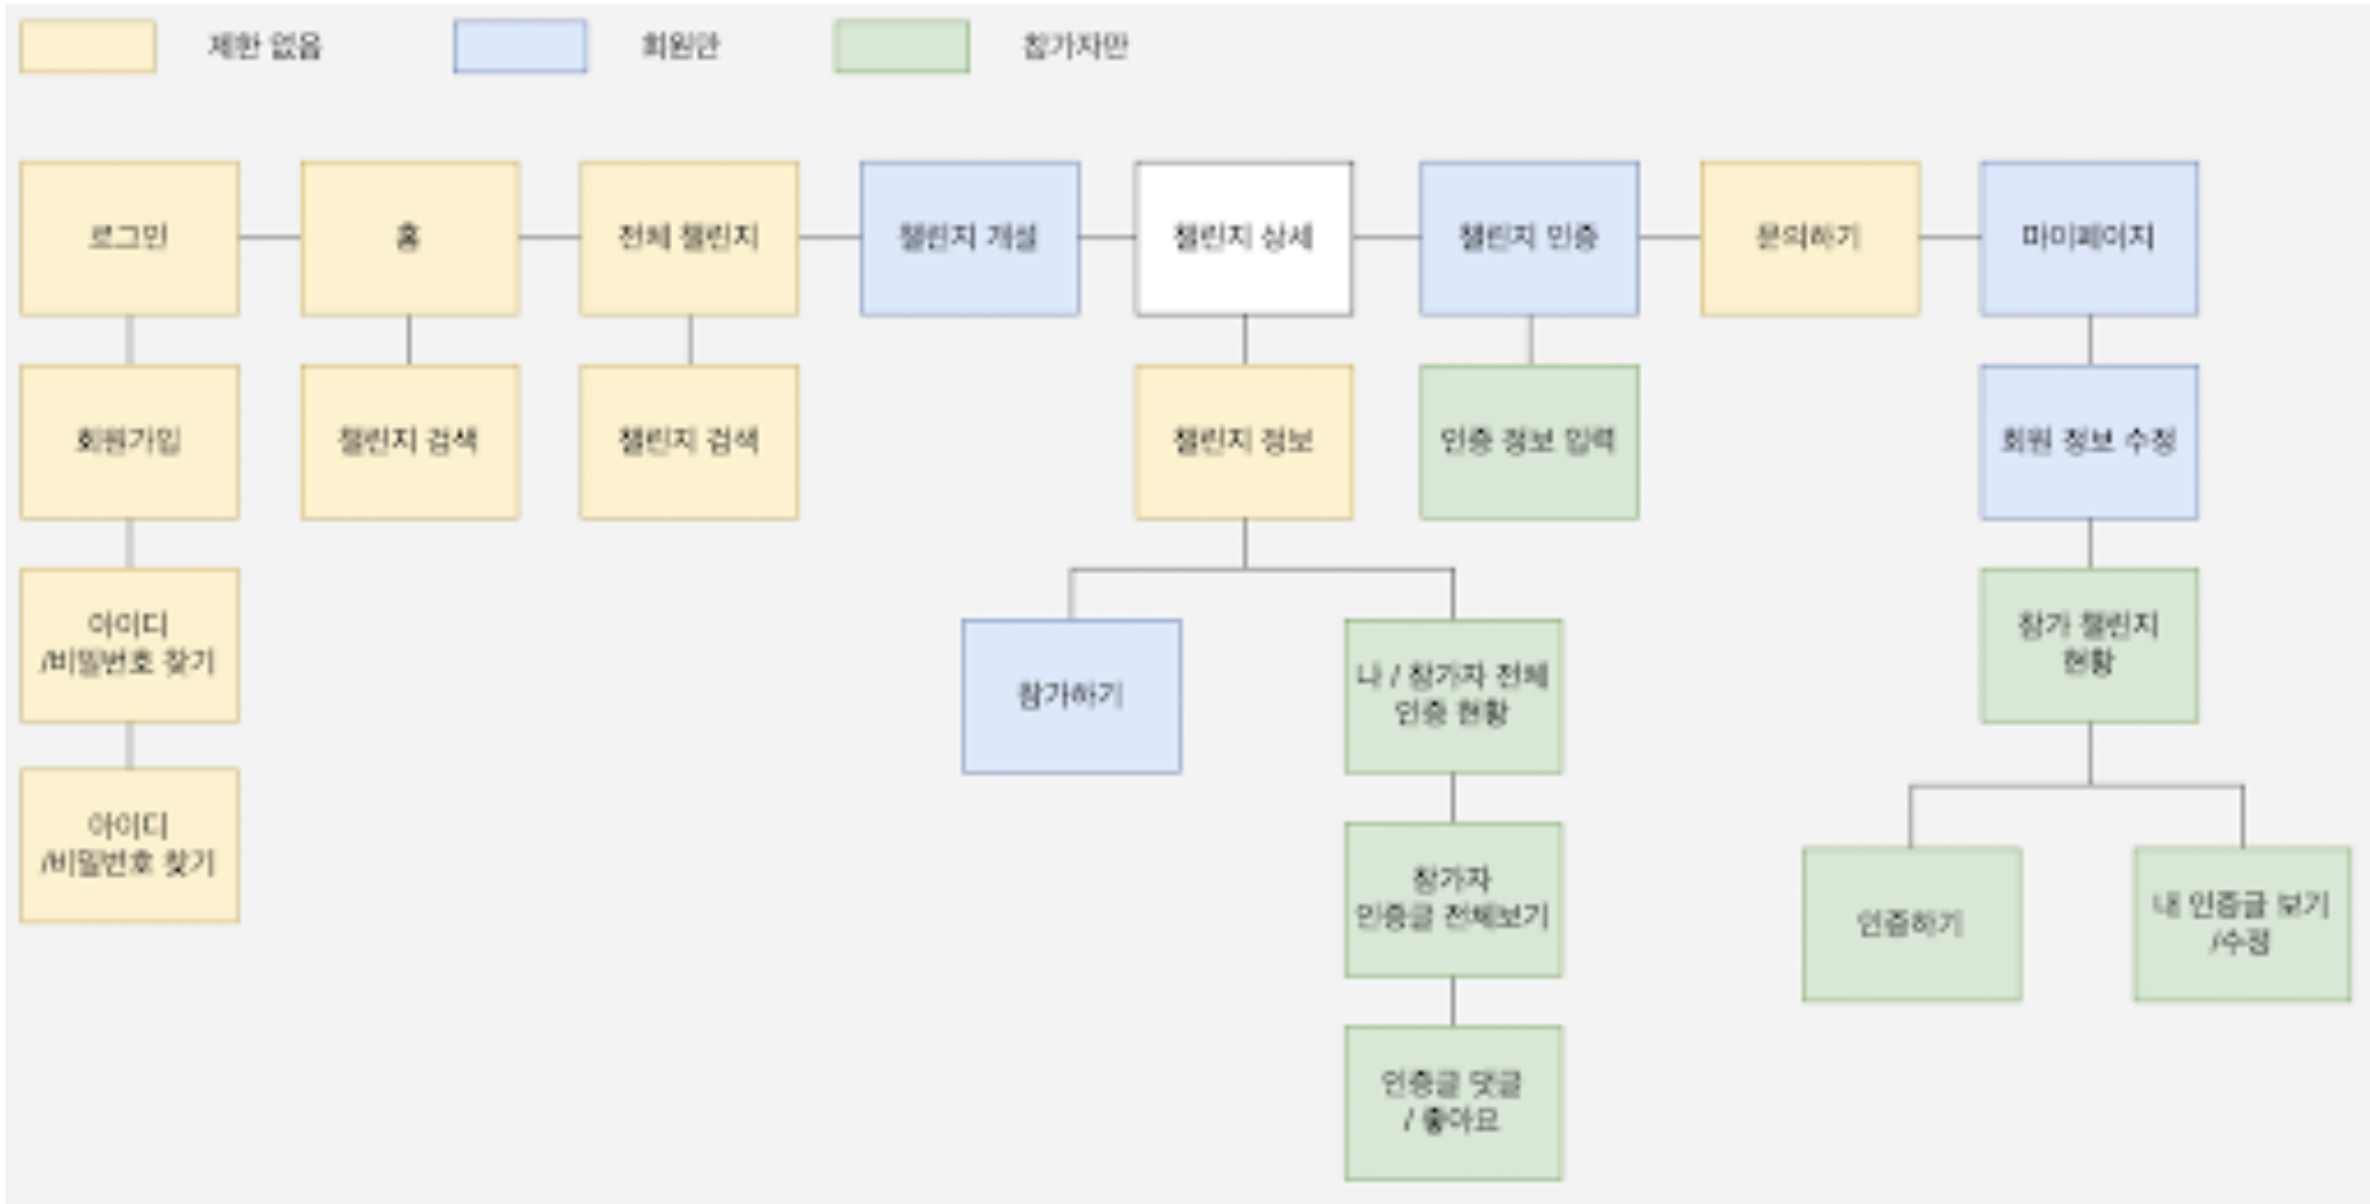 제한 없음
회원만
참가자만
로그인
홈
전체 챌린지
챌린지 개설
챌린지 상세
챌린지 인증
문의하기
마이페이지
회원가입
챌린지 검색
챌린지 검색
챌린지 정보
인증 정보 입력
회원 정보 수정
아이디
/비밀번호 찾기
참가하기
나 / 참가자 전체
인증 현황
참가 챌린지
현황
아이디
/비밀번호 찾기
참가자
인증글 전체보기
인증하기
내 인증글 보기
/수정
인증글 댓글
/ 좋아요